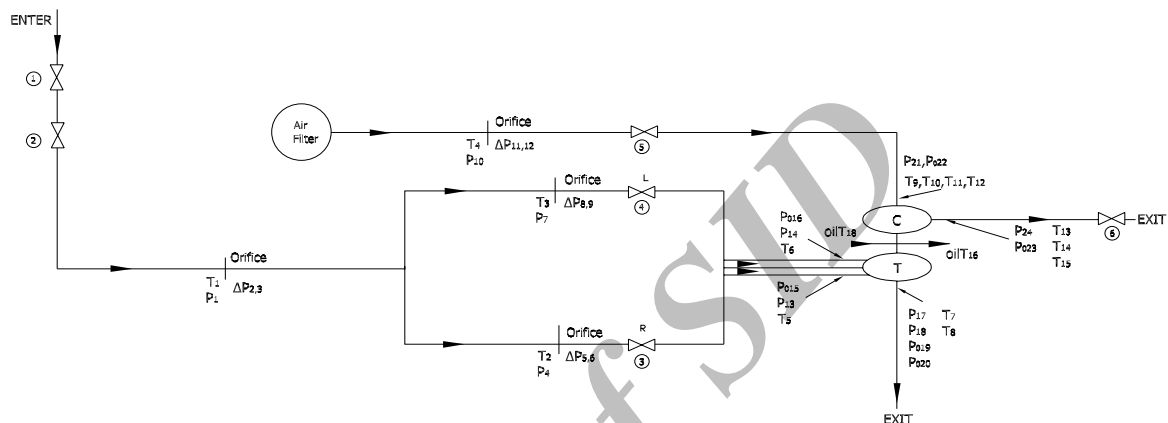 ENTER
1
2
Air
Filter
Orifice
T4 ΔP11,12
P10
5
P21,P022
T9,T10,T11,T12
L
Orifice
T3 ΔP8,9
P7
4
C
EXIT
6
P016
P14
T6
OilT18
OilT16
P24 T13
P023 T14
T15
Orifice
T1 ΔP2,3
P1
T
P015
P13
T5
P17 T7
P18 T8
P019
P020
R
Orifice
T2 ΔP5,6
P4
3
EXIT
f SID